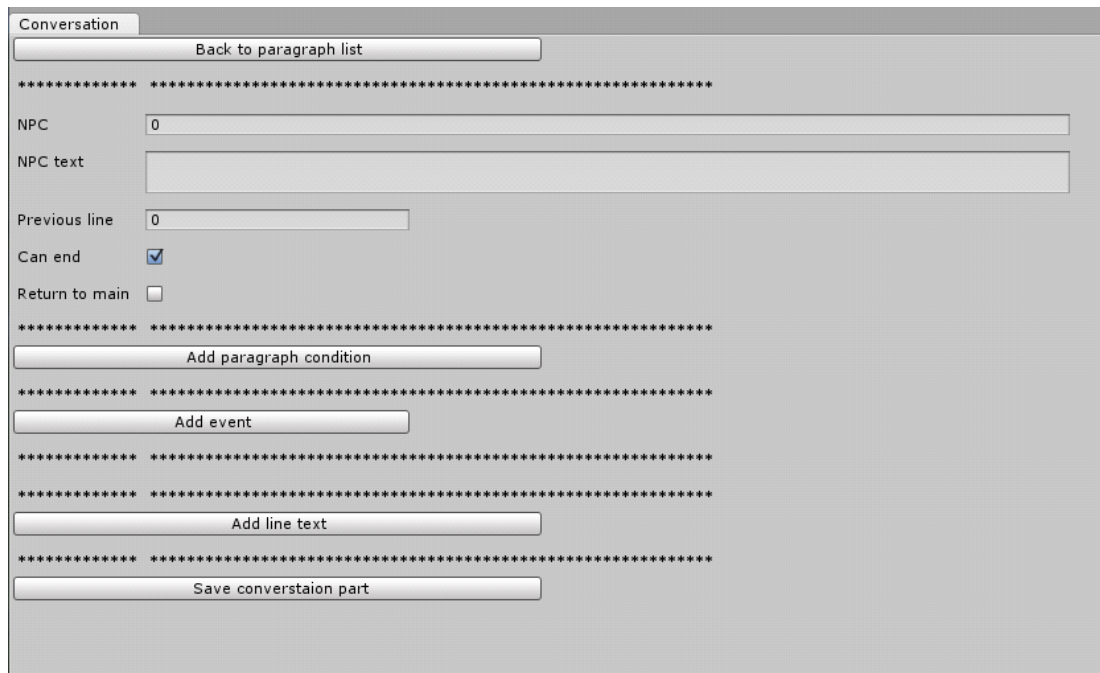 Conversation
Back to paragraph list
************* *************************************************************
NPC 0
NPC text
Previous line 0
Can end
Return to main
************* *************************************************************
Add paragraph condition
************* *************************************************************
Add event
************* *************************************************************
************* *************************************************************
Add line text
************* *************************************************************
Save converstaion part